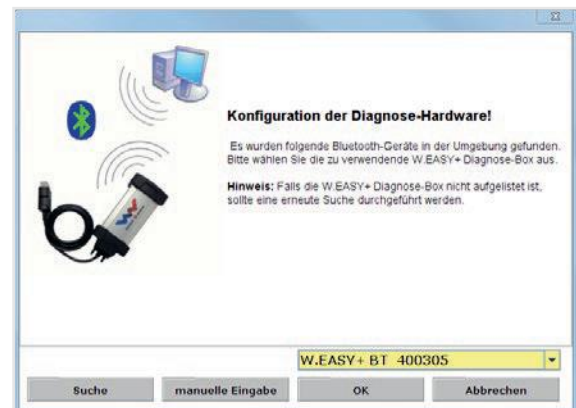 Konfiguration der Diagnose-Hardware!
Es wurden folgende Bluetooth-Geräte in der Umgebung gefunden.
Bitte wählen Sie die zu verwendende W.EASY+ Diagnose-Box aus.
Hinweis: Falls die W.EASY+ Diagnose-Box nicht aufgelistet ist,
sollte eine erneute Suche durchgeführt werden.
W.EASY+ BT 400305
Suche manuelle Eingabe OK Abbrechen